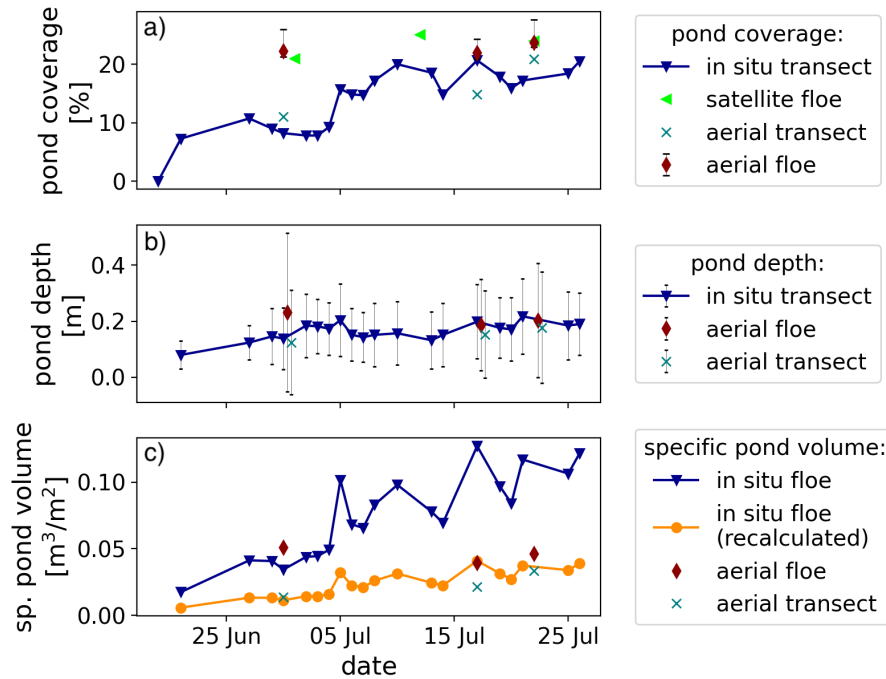 a)
pond coverage
[%]
20
10
0
pond coverage:
in situ transect
satellite floe
aerial transect
aerial floe
b)
pond depth
[m]
0.4
0.2
0.0
pond depth:
in situ transect
aerial floe
aerial transect
c)
sp. pond volume
[m³/m²]
0.10
0.05
0.00
25 Jun
05 Jul
15 Jul
25 Jul
date
specific pond volume:
in situ floe
in situ floe
(recalculated)
aerial floe
aerial transect